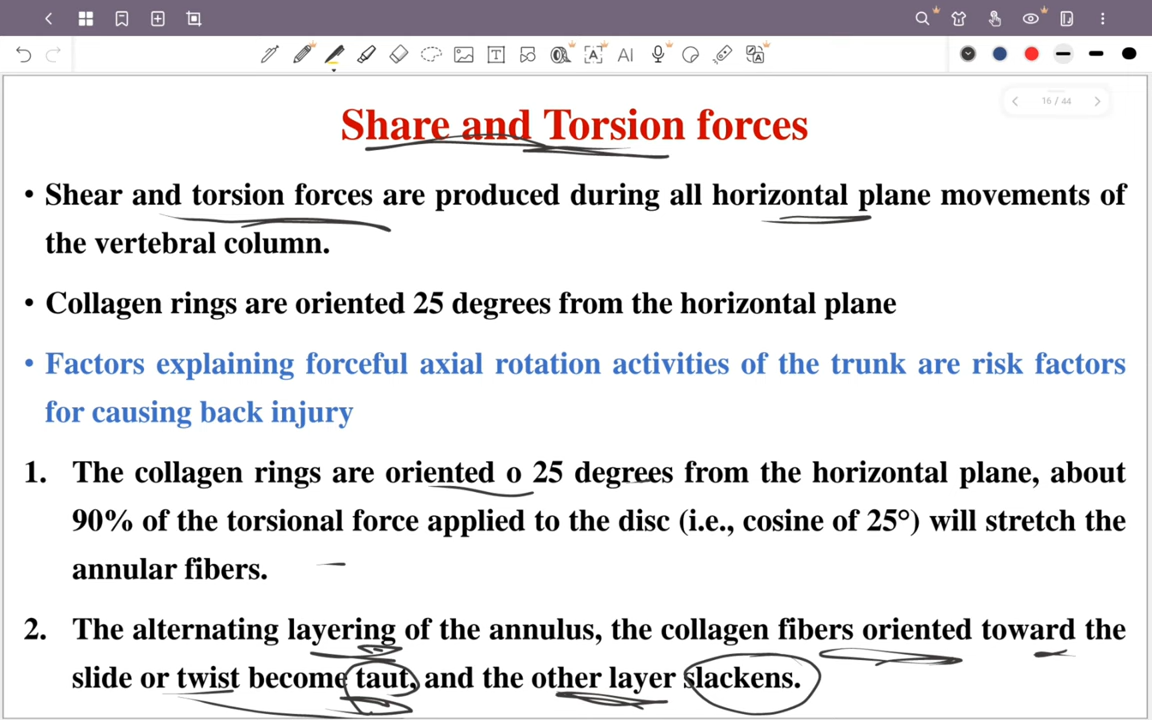 16 / 44
Share and Torsion forces
• Shear and torsion forces are produced during all horizontal plane movements of
the vertebral column.
• Collagen rings are oriented 25 degrees from the horizontal plane
• Factors explaining forceful axial rotation activities of the trunk are risk factors
for causing back injury
1. The collagen rings are oriented o 25 degrees from the horizontal plane, about
90% of the torsional force applied to the disc (i.e., cosine of 25°) will stretch the
annular fibers.
2. The alternating layering of the annulus, the collagen fibers oriented toward the
slide or twist become taut, and the other layer slackens.